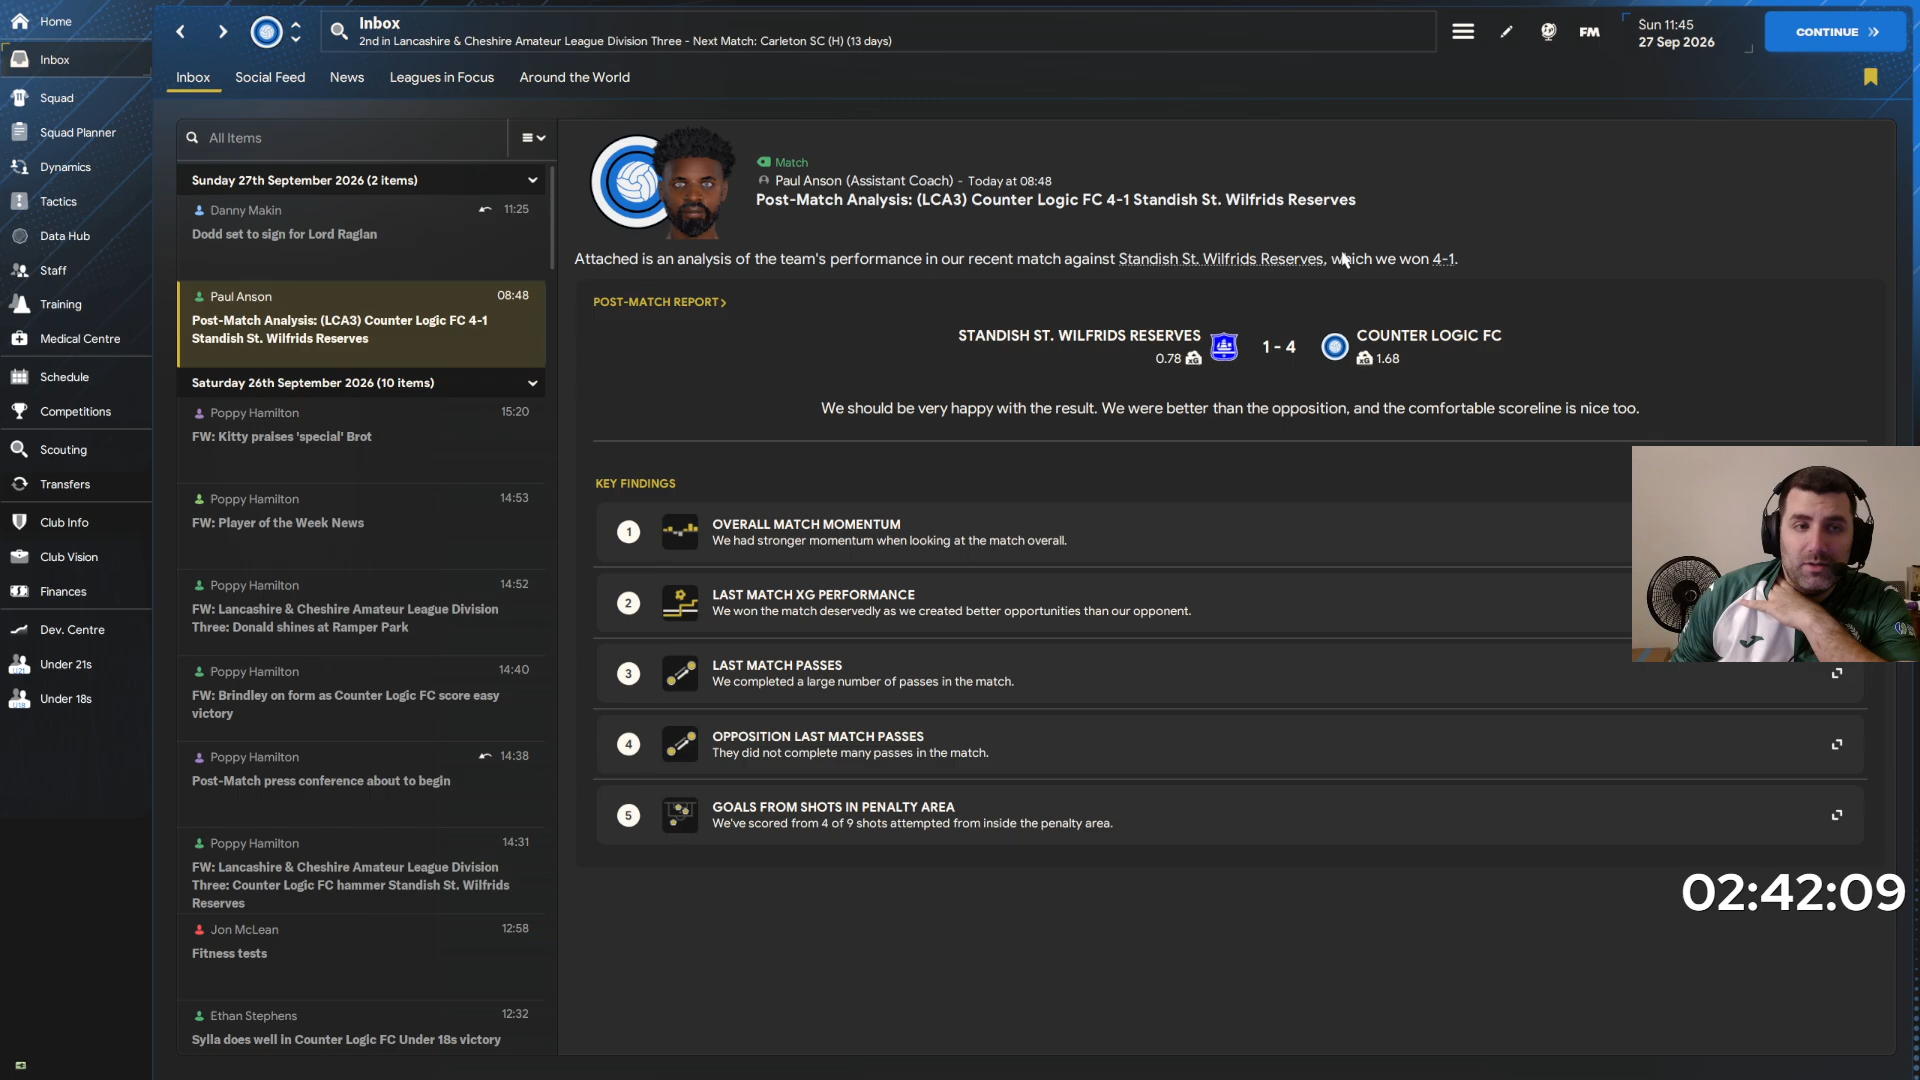 Home
Inbox
Squad
Squad Planner
Dynamics
Tactics
Data Hub
Staff
Training
Medical Centre
Schedule
Competitions
Scouting
Transfers
Club Info
Club Vision
Finances
Dev. Centre
Under 21s
Under 18s
Inbox
2nd in Lancashire & Cheshire Amateur League Division Three - Next Match: Carleton SC (H) (13 days)
FM
Sun 11:45
27 Sep 2026
CONTINUE
Inbox
Social Feed
News
Leagues in Focus
Around the World
All Items
Sunday 27th September 2026 (2 items)
Danny Makin 11:25
Dodd set to sign for Lord Raglan
Paul Anson 08:48
Post-Match Analysis: (LCA3) Counter Logic FC 4-1
Standish St. Wilfrids Reserves
Saturday 26th September 2026 (10 items)
Poppy Hamilton 15:20
FW: Kitty praises 'special' Brot
Poppy Hamilton 14:53
FW: Player of the Week News
Poppy Hamilton 14:52
FW: Lancashire & Cheshire Amateur League Division
Three: Donald shines at Ramper Park
Poppy Hamilton 14:40
FW: Brindley on form as Counter Logic FC score easy
victory
Poppy Hamilton 14:38
Post-Match press conference about to begin
Poppy Hamilton 14:31
FW: Lancashire & Cheshire Amateur League Division
Three: Counter Logic FC hammer Standish St. Wilfrids
Reserves
Jon McLean 12:58
Fitness tests
Ethan Stephens 12:32
Sylla does well in Counter Logic FC Under 18s victory
Match
Paul Anson (Assistant Coach) - Today at 08:48
Post-Match Analysis: (LCA3) Counter Logic FC 4-1 Standish St. Wilfrids Reserves
Attached is an analysis of the team's performance in our recent match against Standish St. Wilfrids Reserves, which we won 4-1.
POST-MATCH REPORT
STANDISH ST. WILFRIDS RESERVES 1 - 4 COUNTER LOGIC FC
0.78 xG xG 1.68
We should be very happy with the result. We were better than the opposition, and the comfortable scoreline is nice too.
KEY FINDINGS
1 OVERALL MATCH MOMENTUM
We had stronger momentum when looking at the match overall.
2 LAST MATCH XG PERFORMANCE
We won the match deservedly as we created better opportunities than our opponent.
3 LAST MATCH PASSES
We completed a large number of passes in the match.
4 OPPOSITION LAST MATCH PASSES
They did not complete many passes in the match.
5 GOALS FROM SHOTS IN PENALTY AREA
We've scored from 4 of 9 shots attempted from inside the penalty area.
02:42:09